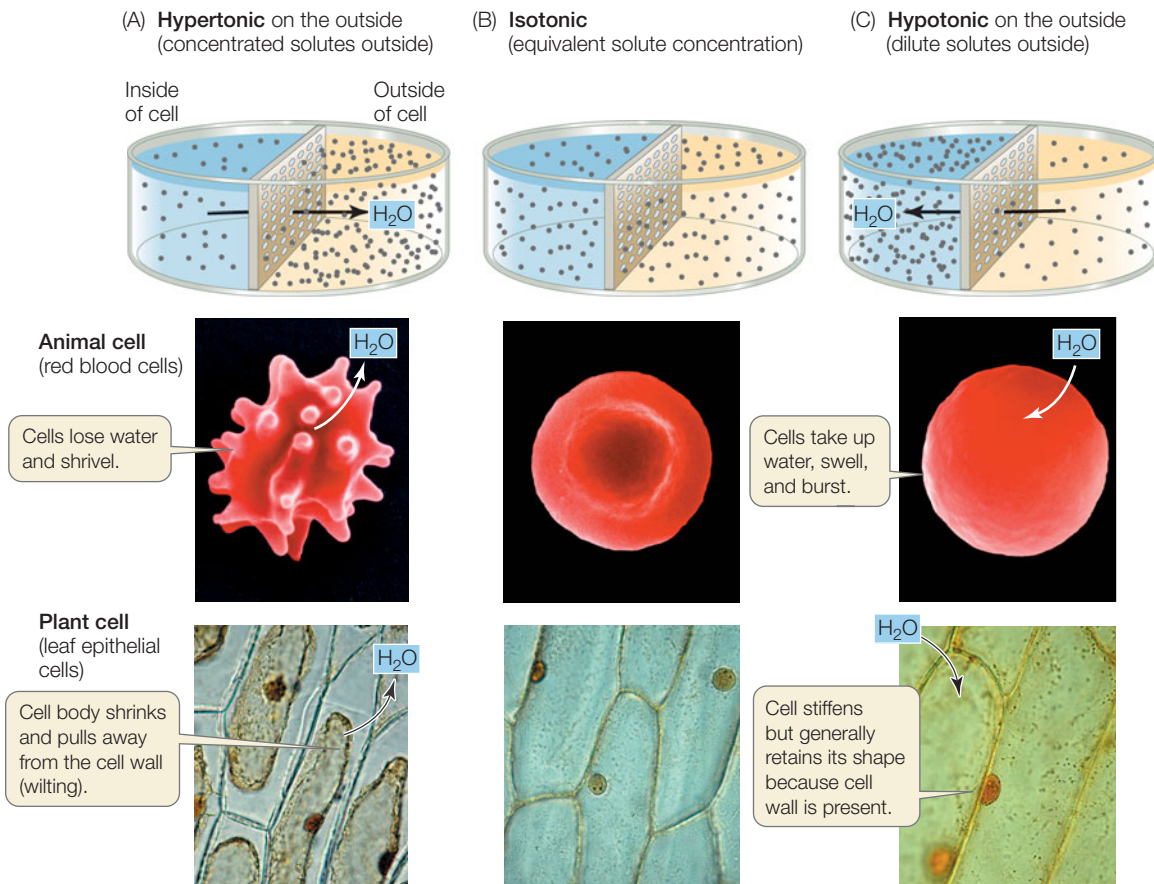 (A) Hypertonic on the outside
(concentrated solutes outside)
(B) Isotonic
(equivalent solute concentration)
(C) Hypotonic on the outside
(dilute solutes outside)
Inside
of cell
Outside
of cell
H₂O
H₂O
Animal cell
(red blood cells)
H₂O
H₂O
Cells lose water
and shrivel.
Cells take up
water, swell,
and burst.
Plant cell
(leaf epithelial
cells)
H₂O
H₂O
Cell body shrinks
and pulls away
from the cell wall
(wilting).
Cell stiffens
but generally
retains its shape
because cell
wall is present.